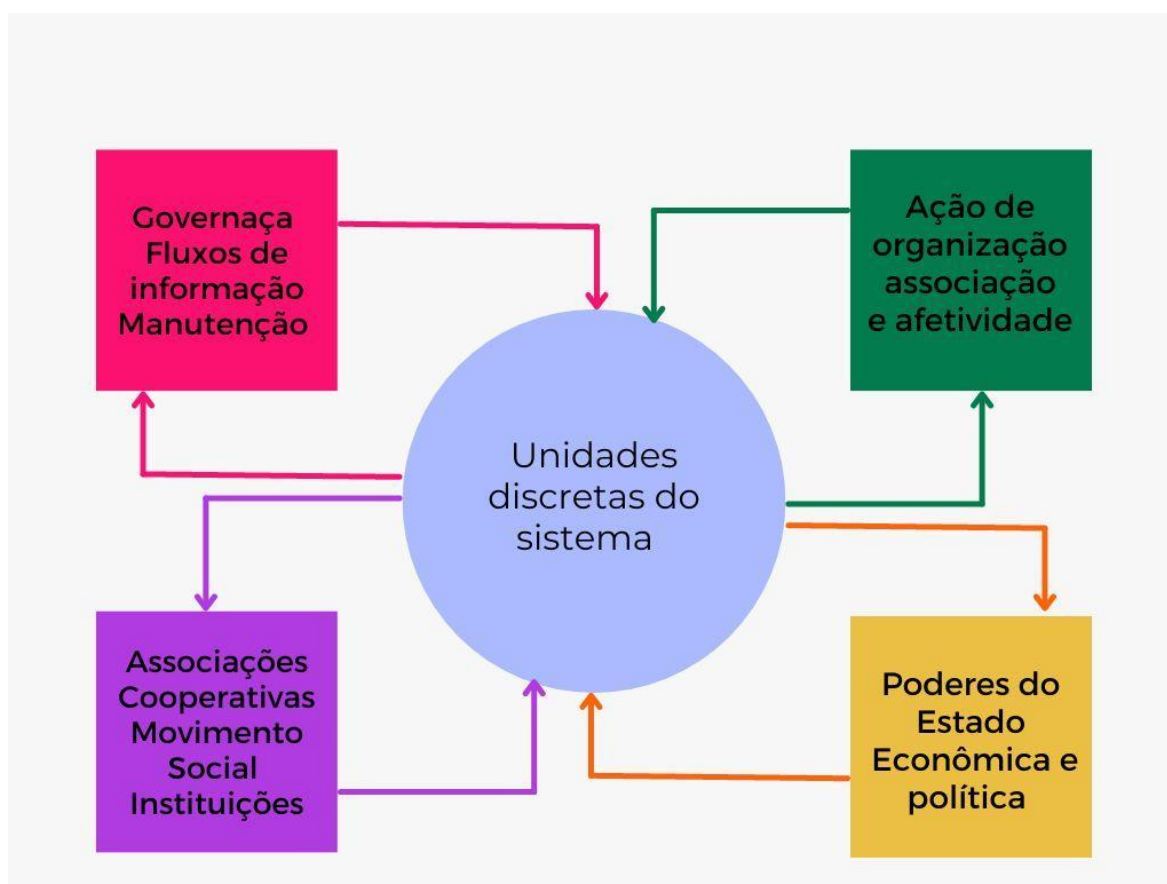 Governaça
Fluxos de
informação
Manutenção
Ação de
organização
associação
e afetividade
Unidades
discretas do
sistema
Associações
Cooperativas
Movimento
Social
Instituições
Poderes do
Estado
Econômica e
política